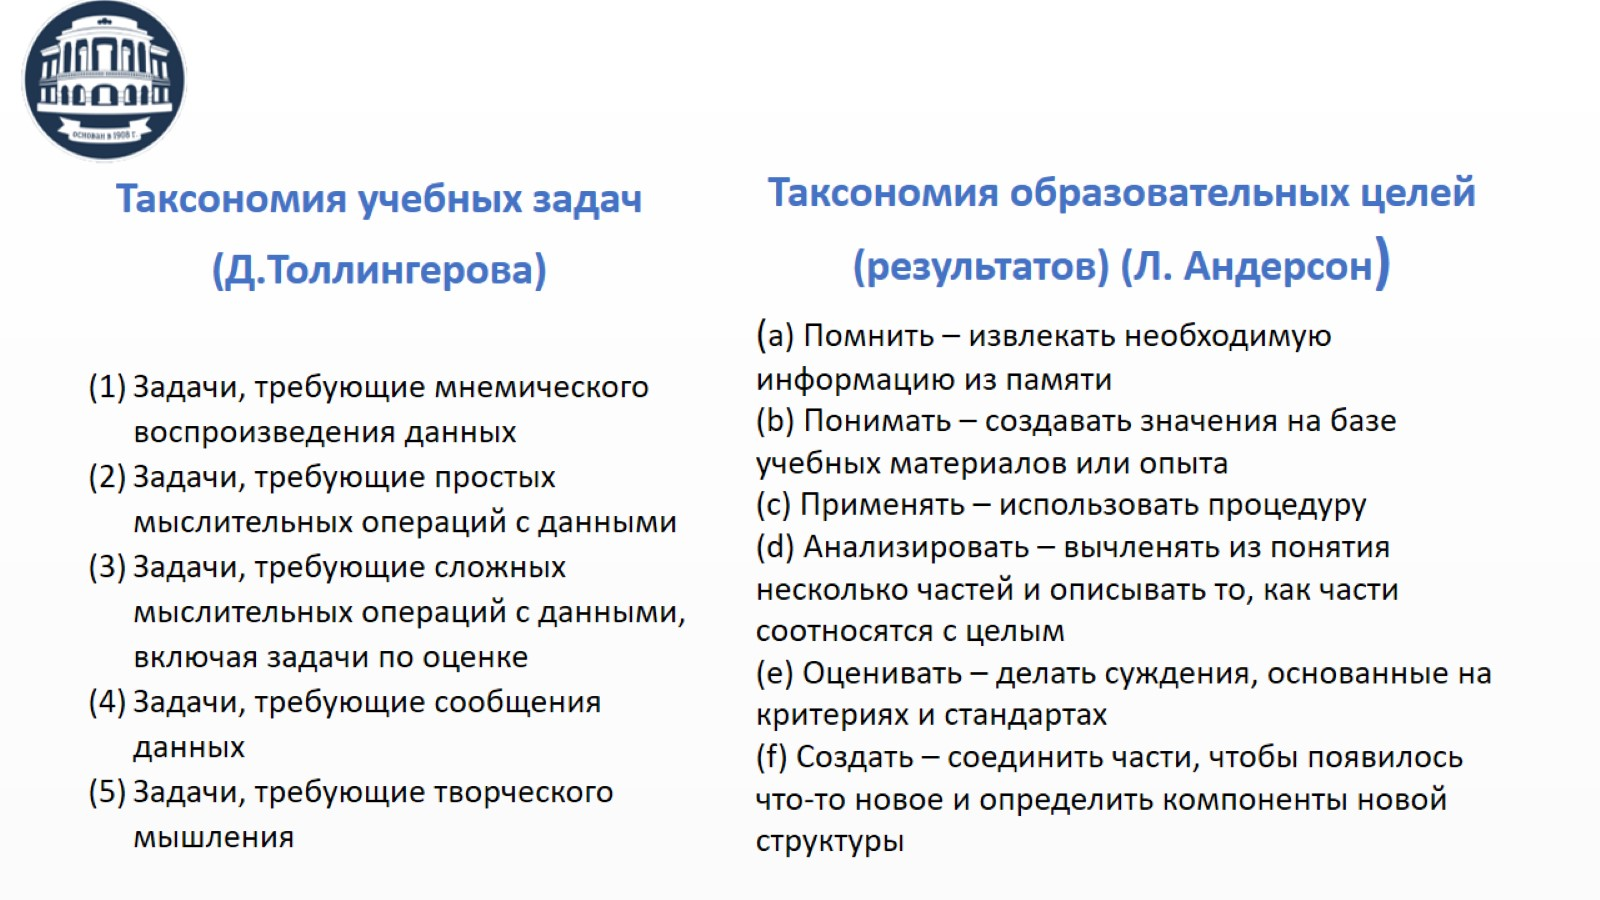 основан в 1908 г.
Таксономия учебных задач
(Д.Толлингерова)
(1) Задачи, требующие мнемического
воспроизведения данных
(2) Задачи, требующие простых
мыслительных операций с данными
(3) Задачи, требующие сложных
мыслительных операций с данными,
включая задачи по оценке
(4) Задачи, требующие сообщения
данных
(5) Задачи, требующие творческого
мышления
Таксономия образовательных целей
(результатов) (Л. Андерсон)
(a) Помнить – извлекать необходимую
информацию из памяти
(b) Понимать – создавать значения на базе
учебных материалов или опыта
(c) Применять – использовать процедуру
(d) Анализировать – вычленять из понятия
несколько частей и описывать то, как части
соотносятся с целым
(e) Оценивать – делать суждения, основанные на
критериях и стандартах
(f) Создать – соединить части, чтобы появилось
что-то новое и определить компоненты новой
структуры